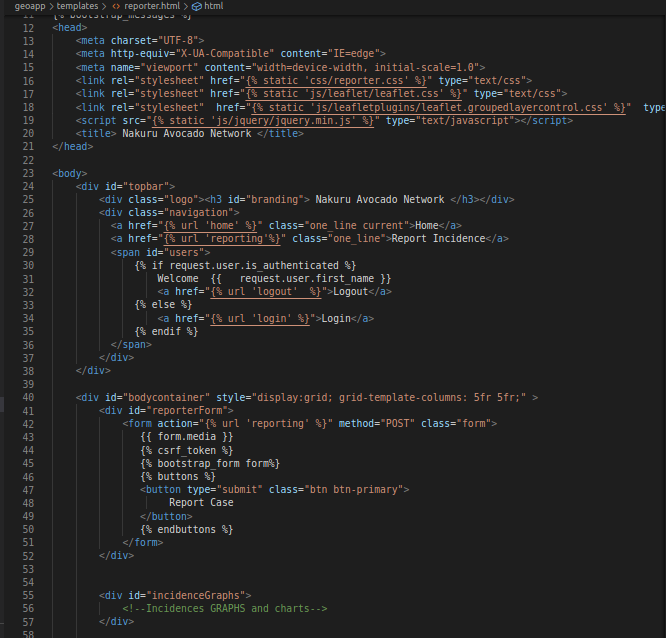 geoapp > templates > <> reporter.html > html
11 {% bootstrap_messages %}
12 <head>
13 <meta charset="UTF-8">
14 <meta http-equiv="X-UA-Compatible" content="IE=edge">
15 <meta name="viewport" content="width=device-width, initial-scale=1.0">
16 <link rel="stylesheet" href="{% static 'css/reporter.css' %}" type="text/css">
17 <link rel="stylesheet" href="{% static 'js/leaflet/leaflet.css' %}" type="text/css">
18 <link rel="stylesheet"  href="{% static 'js/leafletplugins/leaflet.groupedlayercontrol.css' %}"  type
19 <script src="{% static 'js/jquery/jquery.min.js' %}" type="text/javascript"></script>
20 <title> Nakuru Avocado Network </title>
21 </head>
22
23 <body>
24 <div id="topbar">
25 <div class="logo"><h3 id="branding"> Nakuru Avocado Network </h3></div>
26 <div class="navigation">
27 <a href="{% url 'home' %}" class="one_line current">Home</a>
28 <a href="{% url 'reporting'%}" class="one_line">Report Incidence</a>
29 <span id="users">
30 {% if request.user.is_authenticated %}
31 Welcome  {{   request.user.first_name }}
32 <a href="{% url 'logout'  %}">Logout</a>
33 {% else %}
34 <a href="{% url 'login' %}">Login</a>
35 {% endif %}
36 </span>
37 </div>
38 </div>
39
40 <div id="bodycontainer" style="display:grid; grid-template-columns: 5fr 5fr;" >
41 <div id="reporterForm">
42 <form action="{% url 'reporting' %}" method="POST" class="form">
43 {{ form.media }}
44 {% csrf_token %}
45 {% bootstrap_form form%}
46 {% buttons %}
47 <button type="submit" class="btn btn-primary">
48 Report Case
49 </button>
50 {% endbuttons %}
51 </form>
52 </div>
53
54
55 <div id="incidenceGraphs">
56 <!--Incidences GRAPHS and charts-->
57 </div>
58